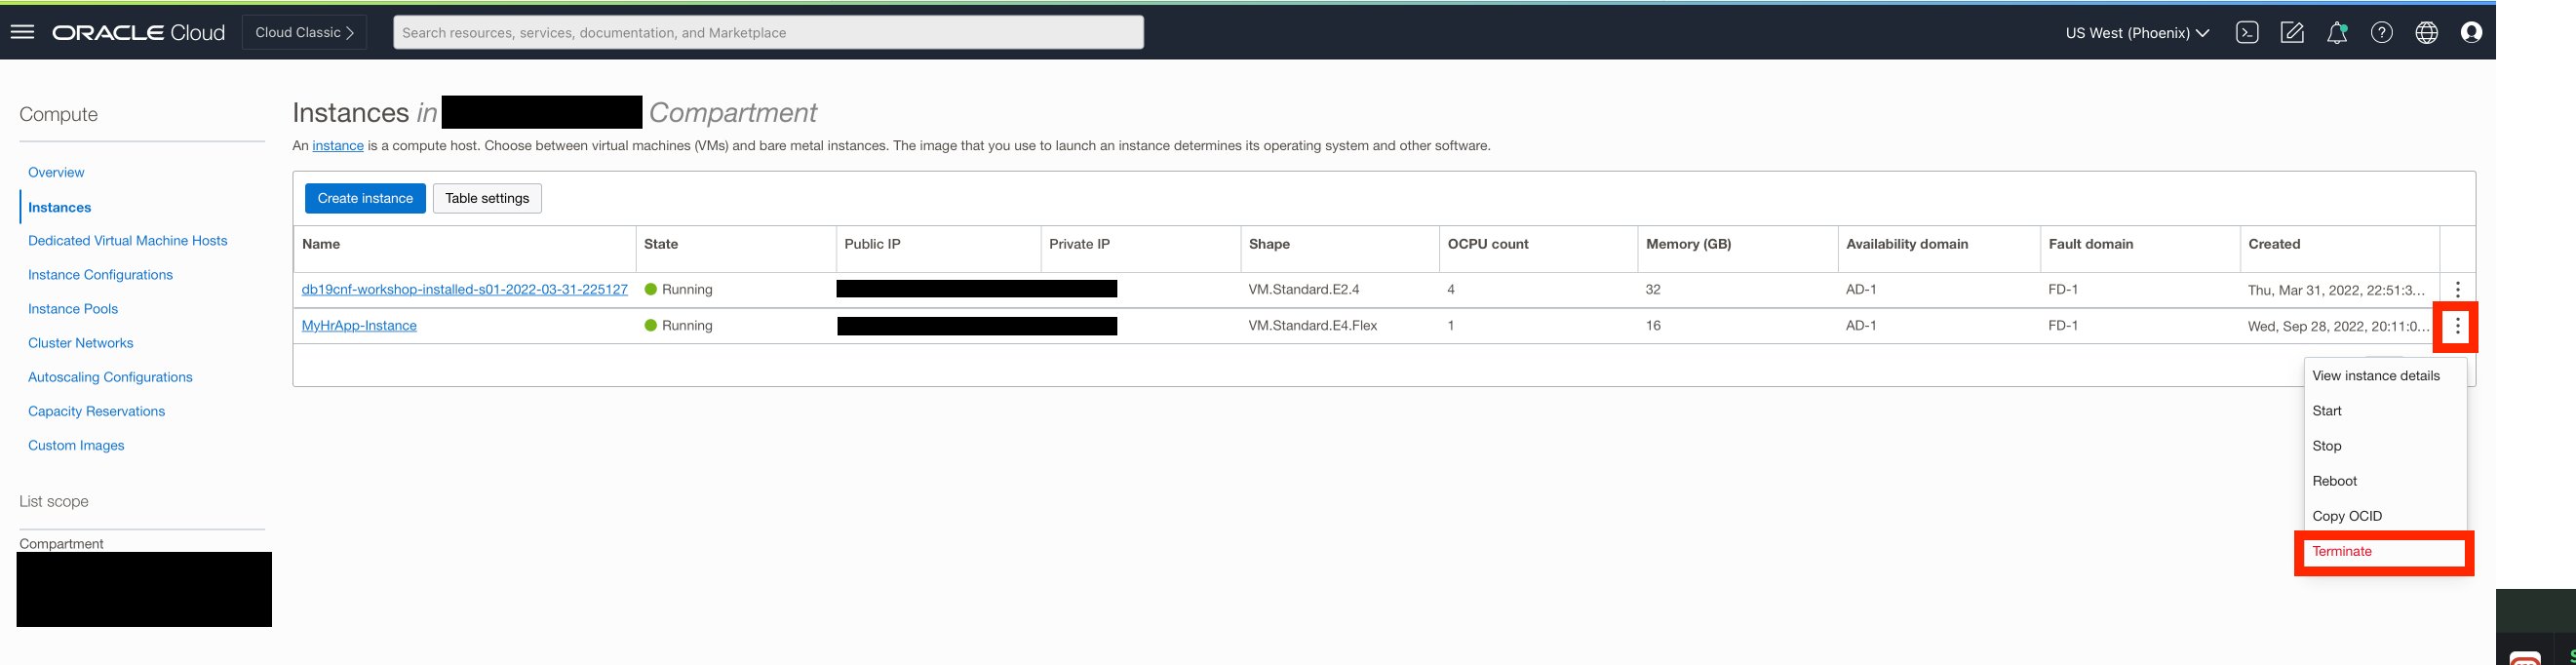 ORACLE Cloud Cloud Classic Search resources, services, documentation, and Marketplace US West (Phoenix)
Compute
Overview
Instances
Dedicated Virtual Machine Hosts
Instance Configurations
Instance Pools
Cluster Networks
Autoscaling Configurations
Capacity Reservations
Custom Images
List scope
Compartment
Instances in Compartment
An instance is a compute host. Choose between virtual machines (VMs) and bare metal instances. The image that you use to launch an instance determines its operating system and other software.
Create instance Table settings
Name State Public IP Private IP Shape OCPU count Memory (GB) Availability domain Fault domain Created
db19cnf-workshop-installed-s01-2022-03-31-225127 Running VM.Standard.E2.4 4 32 AD-1 FD-1 Thu, Mar 31, 2022, 22:51:3...
MyHrApp-Instance Running VM.Standard.E4.Flex 1 16 AD-1 FD-1 Wed, Sep 28, 2022, 20:11:0...
View instance details
Start
Stop
Reboot
Copy OCID
Terminate